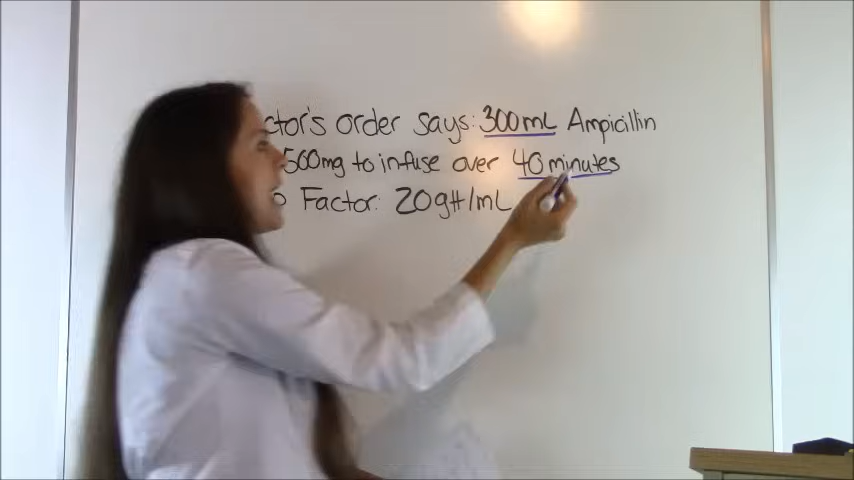 ctor's order says: 300mL Ampicillin
500mg to infuse over 40 minutes
Factor: 20gtt/mL